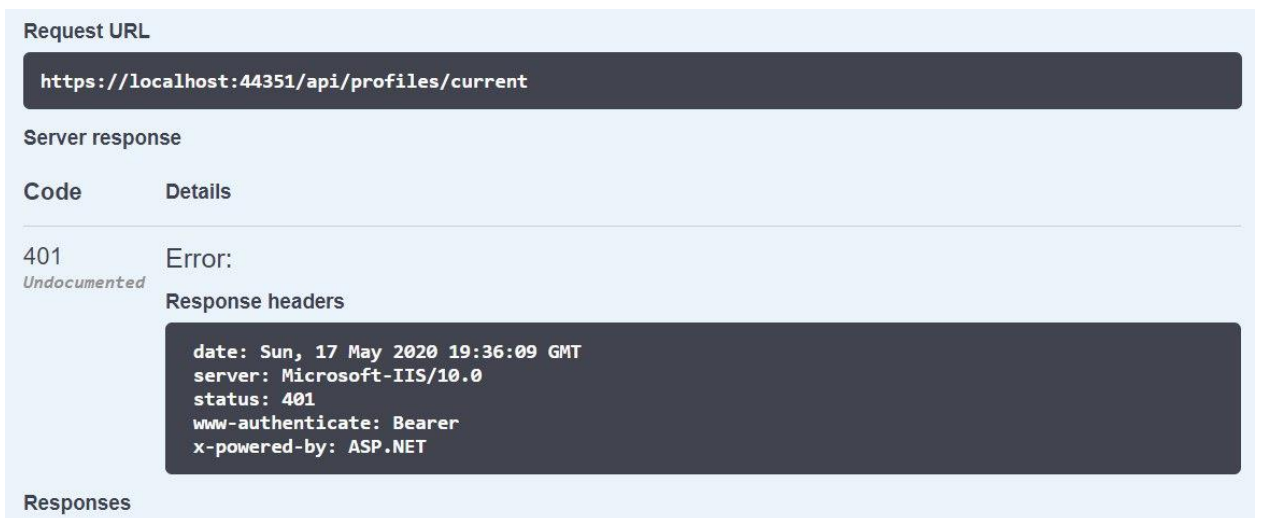 Request URL
https://localhost:44351/api/profiles/current
Server response
Code Details
401 Error:
Undocumented
Response headers
date: Sun, 17 May 2020 19:36:09 GMT
server: Microsoft-IIS/10.0
status: 401
www-authenticate: Bearer
x-powered-by: ASP.NET
Responses